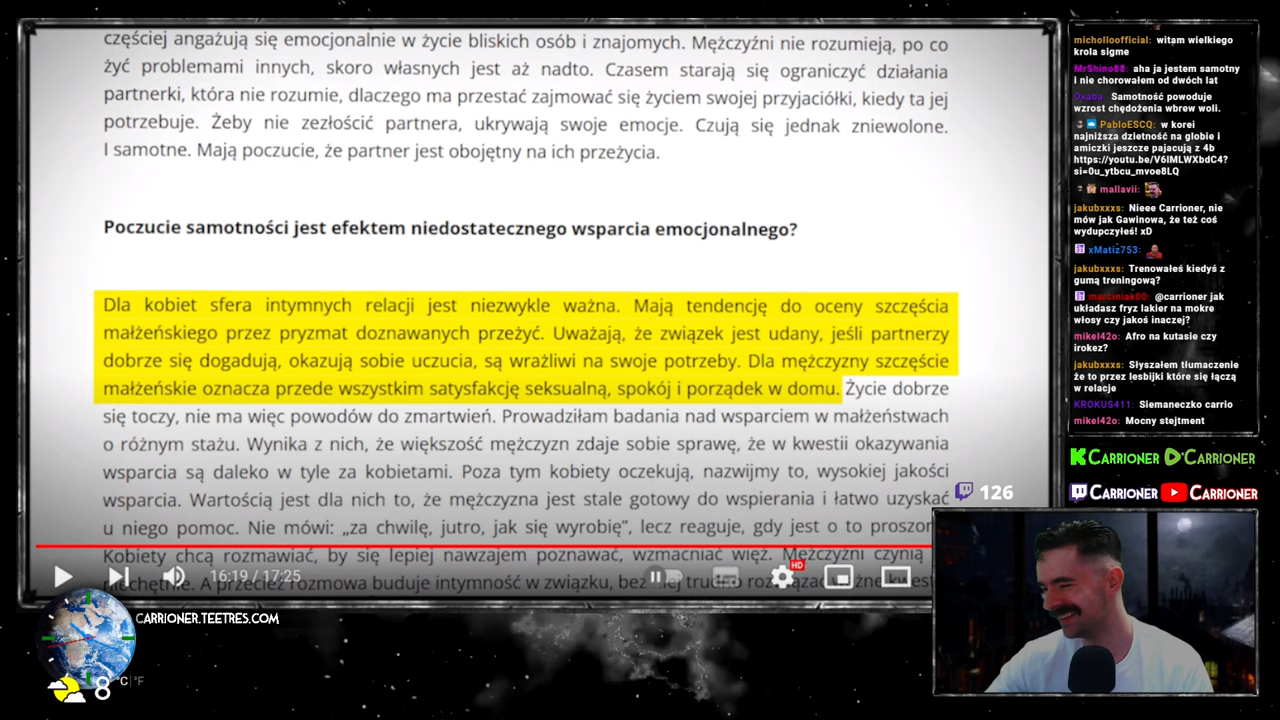 częściej angażują się emocjonalnie w życie bliskich osób i znajomych. Mężczyźni nie rozumieją, po co
żyć problemami innych, skoro własnych jest aż nadto. Czasem starają się ograniczyć działania
partnerki, która nie rozumie, dlaczego ma przestać zajmować się życiem swojej przyjaciółki, kiedy ta jej
potrzebuje. Żeby nie zezłościć partnera, ukrywają swoje emocje. Czują się jednak zniewolone.
I samotne. Mają poczucie, że partner jest obojętny na ich przeżycia.
Poczucie samotności jest efektem niedostatecznego wsparcia emocjonalnego?
Dla kobiet sfera intymnych relacji jest niezwykle ważna. Mają tendencję do oceny szczęścia
małżeńskiego przez pryzmat doznawanych przeżyć. Uważają, że związek jest udany, jeśli partnerzy
dobrze się dogadują, okazują sobie uczucia, są wrażliwi na swoje potrzeby. Dla mężczyzny szczęście
małżeńskie oznacza przede wszystkim satysfakcję seksualną, spokój i porządek w domu. Życie dobrze
się toczy, nie ma więc powodów do zmartwień. Prowadziłam badania nad wsparciem w małżeństwach
o różnym stażu. Wynika z nich, że większość mężczyzn zdaje sobie sprawę, że w kwestii okazywania
wsparcia są daleko w tyle za kobietami. Poza tym kobiety oczekują, nazwijmy to, wysokiej jakości
wsparcia. Wartością jest dla nich to, że mężczyzna jest stale gotowy do wspierania i łatwo uzyskać
u niego pomoc. Nie mówi: „za chwilę, jutro, jak się wyrobię”, lecz reaguje, gdy jest o to
Kobiety chcą rozmawiać, by się lepiej nawzajem poznawać, wzmacniać więź. Mężczyźni czynią
niechętnie. A przecież rozmowa buduje intymność w związku, bez niej trudno
16:19 / 17:25
HD
126
CARRIONER.TEETRES.COM
8 °C|°F
micholloofficial: witam wielkiego
krola sigme
MrShino88: aha ja jestem samotny
i nie chorowałem od dwóch lat
Samotność powoduje
wzrost chędożenia wbrew woli.
PabloESCQ: w korei
najniższa dzietność na globie i
amiczki jeszcze pajacują z 4b
https://youtu.be/V6lMLWXbdC4?
si=0u_ytbcu_mvoe8LQ
mallavii:
jakubxxxs: Nieee Carrioner, nie
mów jak Gawinowa, że też coś
wydupczyłeś! xD
xMatiz753:
jakubxxxs: Trenowałeś kiedyś z
gumą treningową?
marciniak00: @carrioner jak
układasz fryz lakier na mokre
włosy czy jakoś inaczej?
mikel42o: Afro na kutasie czy
irokez?
jakubxxxs: Słyszałem tłumaczenie
że to przez lesbijki które się łączą
w relacje
KROKUS411: Siemaneczko carrio
mikel42o: Mocny stejtment
CARRIONER CARRIONER
CARRIONER CARRIONER